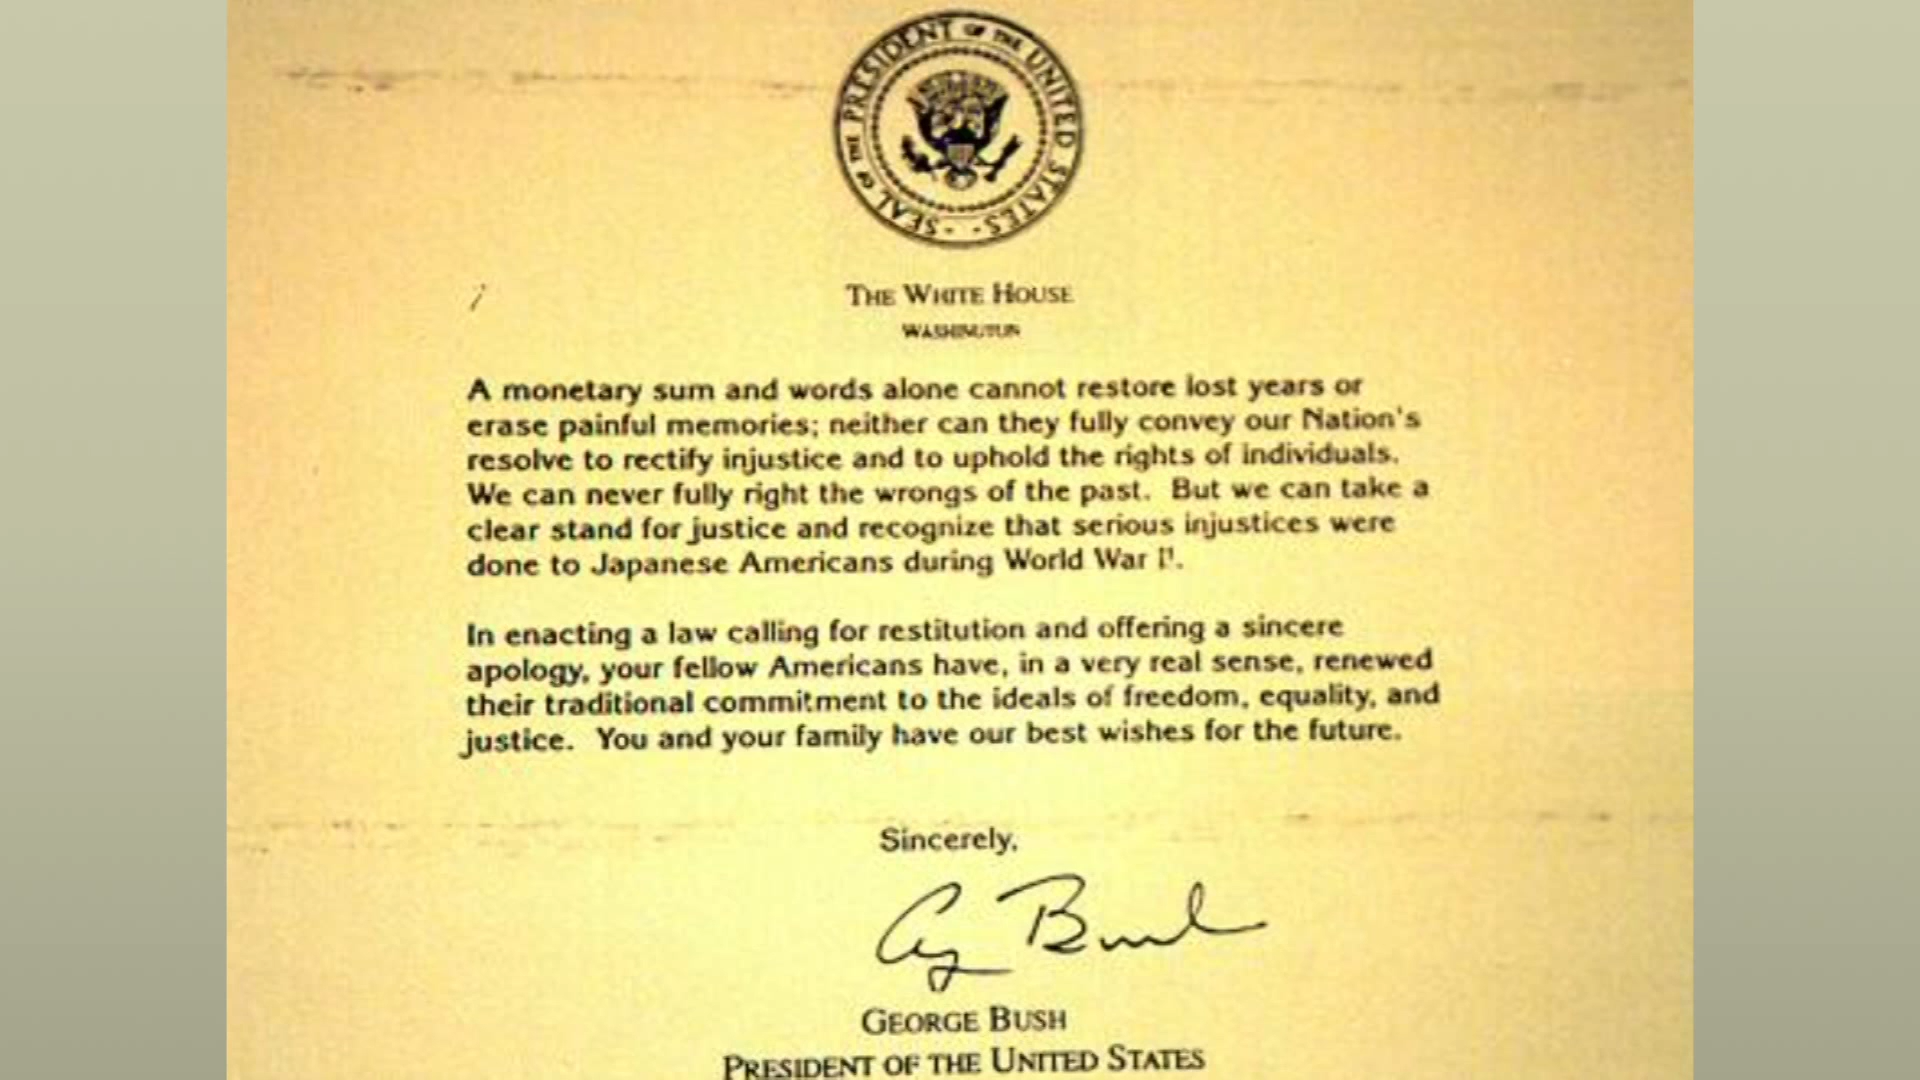 SEAL OF THE PRESIDENT OF THE UNITED STATES
THE WHITE HOUSE
WASHINGTON
A monetary sum and words alone cannot restore lost years or
erase painful memories; neither can they fully convey our Nation's
resolve to rectify injustice and to uphold the rights of individuals.
We can never fully right the wrongs of the past. But we can take a
clear stand for justice and recognize that serious injustices were
done to Japanese Americans during World War II.
In enacting a law calling for restitution and offering a sincere
apology, your fellow Americans have, in a very real sense, renewed
their traditional commitment to the ideals of freedom, equality, and
justice. You and your family have our best wishes for the future.
Sincerely,
G Bush
GEORGE BUSH
PRESIDENT OF THE UNITED STATES